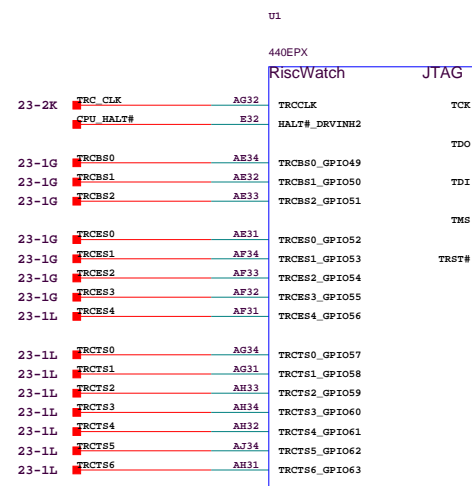 U1
440EPX
RiscWatch JTAG
23-2K TRC_CLK AG32 TRCCLK TCK
CPU_HALT# E32 HALT#_DRVINH2
TDO
23-1G TRCBS0 AE34 TRCBS0_GPIO49
23-1G TRCBS1 AE32 TRCBS1_GPIO50 TDI
23-1G TRCBS2 AE33 TRCBS2_GPIO51
TMS
23-1G TRCES0 AE31 TRCES0_GPIO52
23-1G TRCES1 AF34 TRCES1_GPIO53 TRST#
23-1G TRCES2 AF33 TRCES2_GPIO54
23-1G TRCES3 AF32 TRCES3_GPIO55
23-1L TRCES4 AF31 TRCES4_GPIO56
23-1L TRCTS0 AG34 TRCTS0_GPIO57
23-1L TRCTS1 AG31 TRCTS1_GPIO58
23-1L TRCTS2 AH33 TRCTS2_GPIO59
23-1L TRCTS3 AH34 TRCTS3_GPIO60
23-1L TRCTS4 AH32 TRCTS4_GPIO61
23-1L TRCTS5 AJ34 TRCTS5_GPIO62
23-1L TRCTS6 AH31 TRCTS6_GPIO63